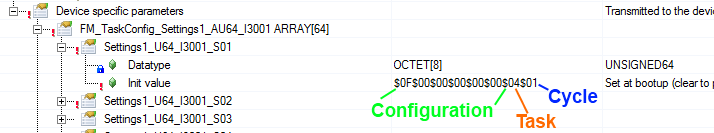 Device specific parameters Transmitted to the devic
FM_TaskConfig_Settings1_AU64_I3001 ARRAY[64]
Settings1_U64_I3001_S01
Datatype OCTET[8] UNSIGNED64
Init value $0F$00$00$00$00$00$04$01 Set at bootup (clear to p
Settings1_U64_I3001_S02
Configuration Cycle
Settings1_U64_I3001_S03
Task